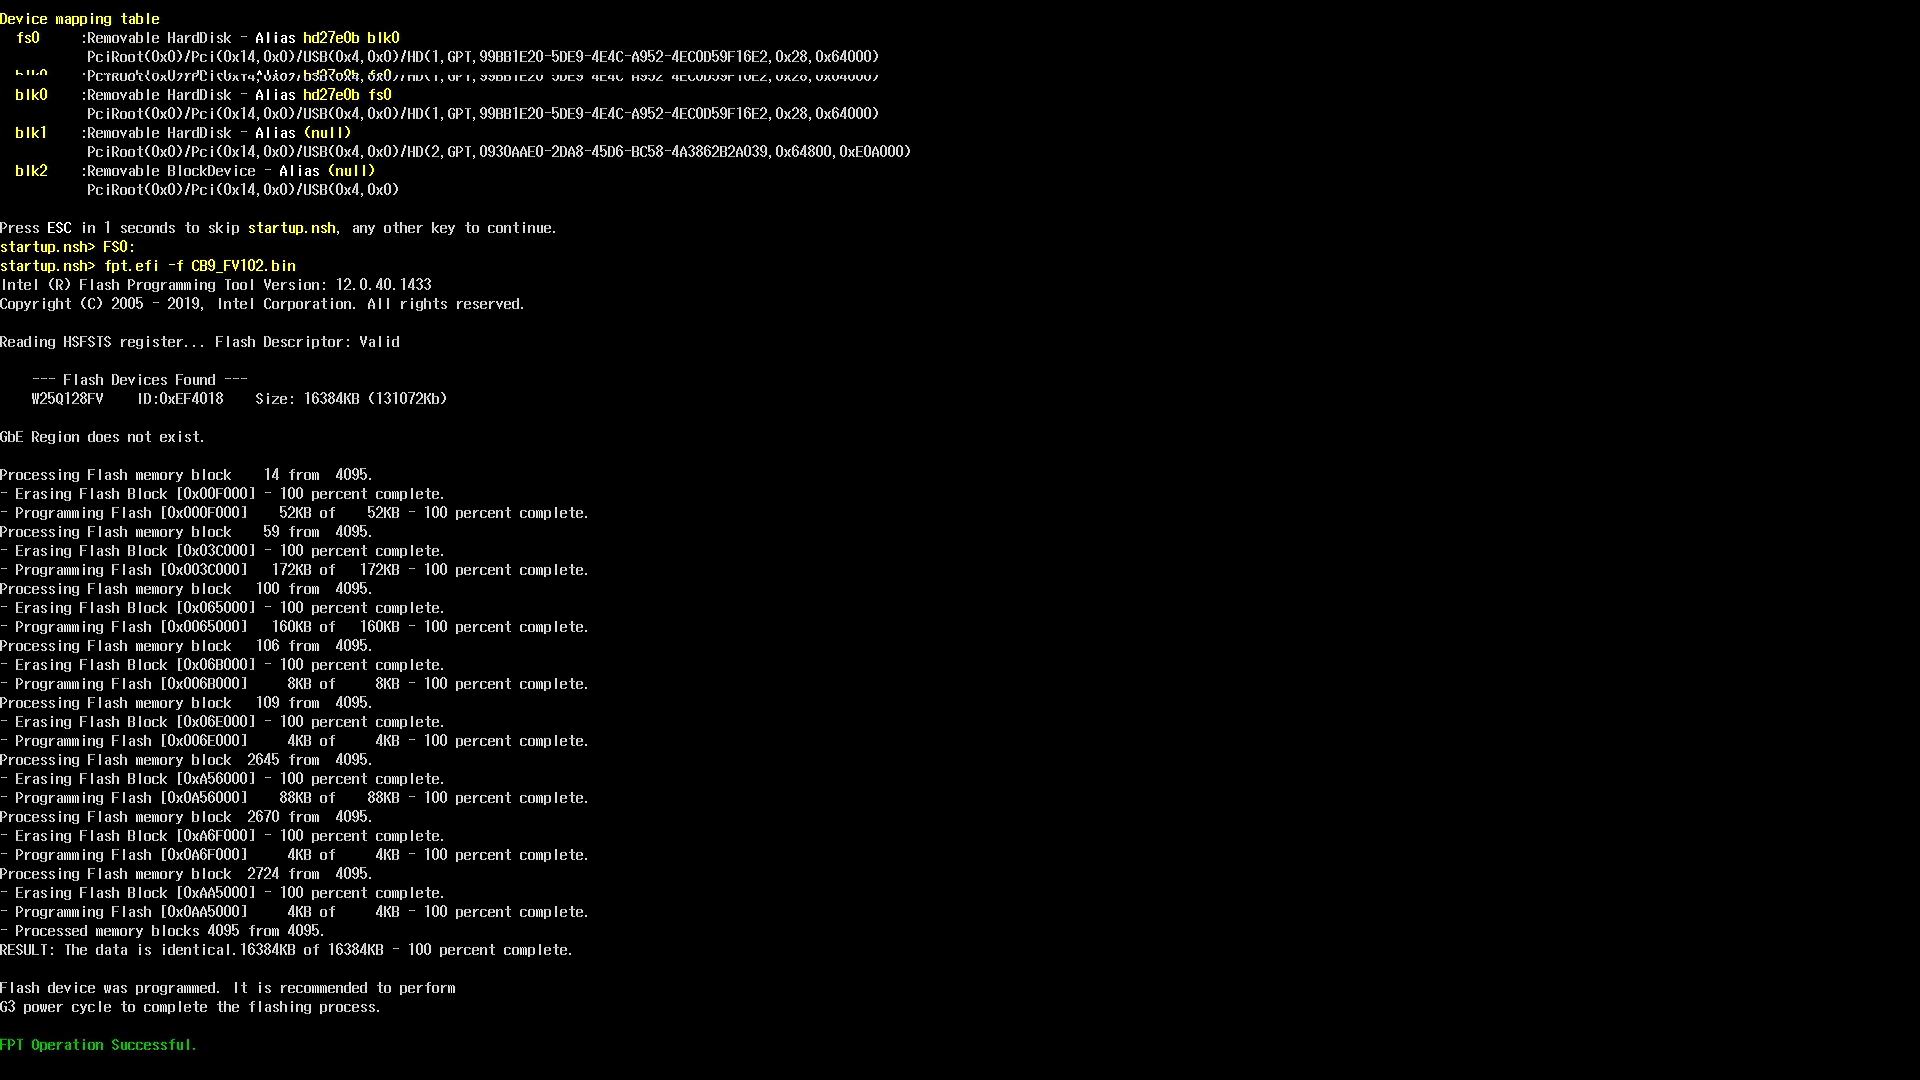 Device mapping table
fs0 :Removable HardDisk - Alias hd27e0b blk0
PciRoot(0x0)/Pci(0x14,0x0)/USB(0x4,0x0)/HD(1,GPT,99BB1E20-5DE9-4E4C-A952-4EC0D59F16E2,0x28,0x64000)
blk0 :Removable HardDisk - Alias hd27e0b fs0
PciRoot(0x0)/Pci(0x14,0x0)/USB(0x4,0x0)/HD(1,GPT,99BB1E20-5DE9-4E4C-A952-4EC0D59F16E2,0x28,0x64000)
blk1 :Removable HardDisk - Alias (null)
PciRoot(0x0)/Pci(0x14,0x0)/USB(0x4,0x0)/HD(2,GPT,0930AAE0-2DA8-45D6-BC58-4A3862B2A039,0x64800,0xE0A000)
blk2 :Removable BlockDevice - Alias (null)
PciRoot(0x0)/Pci(0x14,0x0)/USB(0x4,0x0)
Press ESC in 1 seconds to skip startup.nsh, any other key to continue.
startup.nsh> FS0:
startup.nsh> fpt.efi -f CB9_FV102.bin
Intel (R) Flash Programming Tool Version: 12.0.40.1433
Copyright (C) 2005 - 2019, Intel Corporation. All rights reserved.
Reading HSFSTS register... Flash Descriptor: Valid
--- Flash Devices Found ---
W25Q128FV ID:0xEF4018 Size: 16384KB (131072Kb)
GbE Region does not exist.
Processing Flash memory block 14 from 4095.
- Erasing Flash Block [0x00F000] - 100 percent complete.
- Programming Flash [0x000F000] 52KB of 52KB - 100 percent complete.
Processing Flash memory block 59 from 4095.
- Erasing Flash Block [0x03C000] - 100 percent complete.
- Programming Flash [0x003C000] 172KB of 172KB - 100 percent complete.
Processing Flash memory block 100 from 4095.
- Erasing Flash Block [0x065000] - 100 percent complete.
- Programming Flash [0x0065000] 160KB of 160KB - 100 percent complete.
Processing Flash memory block 106 from 4095.
- Erasing Flash Block [0x06B000] - 100 percent complete.
- Programming Flash [0x006B000] 8KB of 8KB - 100 percent complete.
Processing Flash memory block 109 from 4095.
- Erasing Flash Block [0x06E000] - 100 percent complete.
- Programming Flash [0x006E000] 4KB of 4KB - 100 percent complete.
Processing Flash memory block 2645 from 4095.
- Erasing Flash Block [0xA56000] - 100 percent complete.
- Programming Flash [0x0A56000] 88KB of 88KB - 100 percent complete.
Processing Flash memory block 2670 from 4095.
- Erasing Flash Block [0xA6F000] - 100 percent complete.
- Programming Flash [0x0A6F000] 4KB of 4KB - 100 percent complete.
Processing Flash memory block 2724 from 4095.
- Erasing Flash Block [0xAA5000] - 100 percent complete.
- Programming Flash [0x0AA5000] 4KB of 4KB - 100 percent complete.
- Processed memory blocks 4095 from 4095.
RESULT: The data is identical.16384KB of 16384KB - 100 percent complete.
Flash device was programmed. It is recommended to perform
G3 power cycle to complete the flashing process.
FPT Operation Successful.